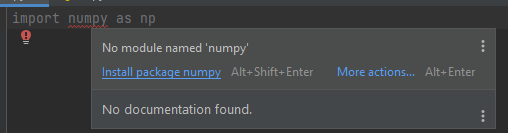 import numpy as np
No module named 'numpy'
Install package numpy Alt+Shift+Enter More actions... Alt+Enter
No documentation found.